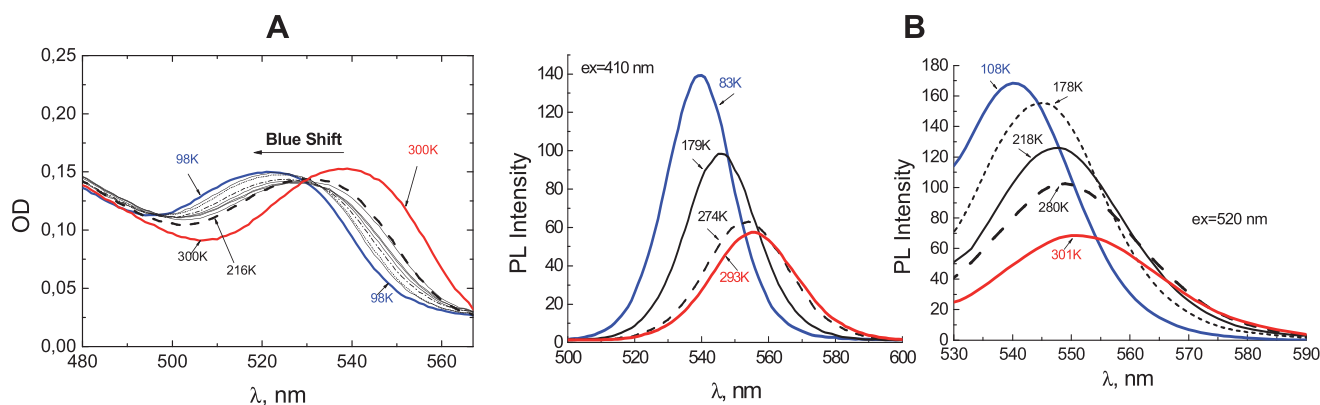 A
0,25
0,20
0,15
0,10
0,05
0,00
OD
Blue Shift
98K
300K
300K
216K
98K
480
500
520
540
560
λ, nm
B
ex=410 nm
140
120
100
80
60
40
20
0
PL Intensity
83K
179K
274K
293K
500
520
540
560
580
600
λ, nm
180
160
140
120
100
80
60
40
20
0
PL Intensity
108K
178K
218K
280K
301K
ex=520 nm
530
540
550
560
570
580
590
λ, nm